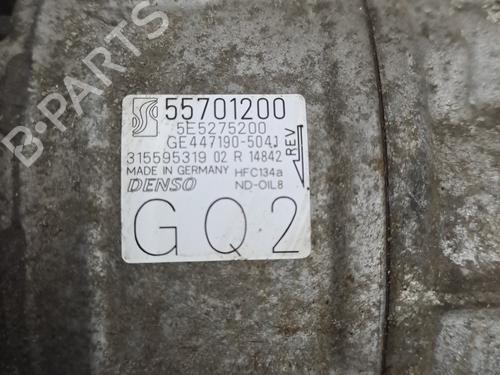 B-PARTS
55701200
5E5275200
GE447190-504J
315595319 02 R 14842
MADE IN GERMANY HFC134a
DENSO ND-OIL8
REV
GQ2